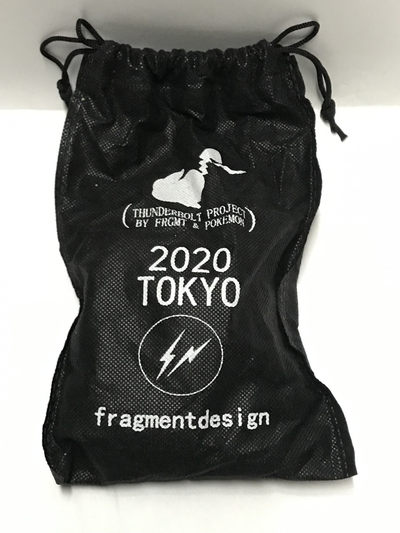 (THUNDERBOLT PROJECT
BY FRGMT & POKEMON)
2020
TOKYO
fragmentdesign